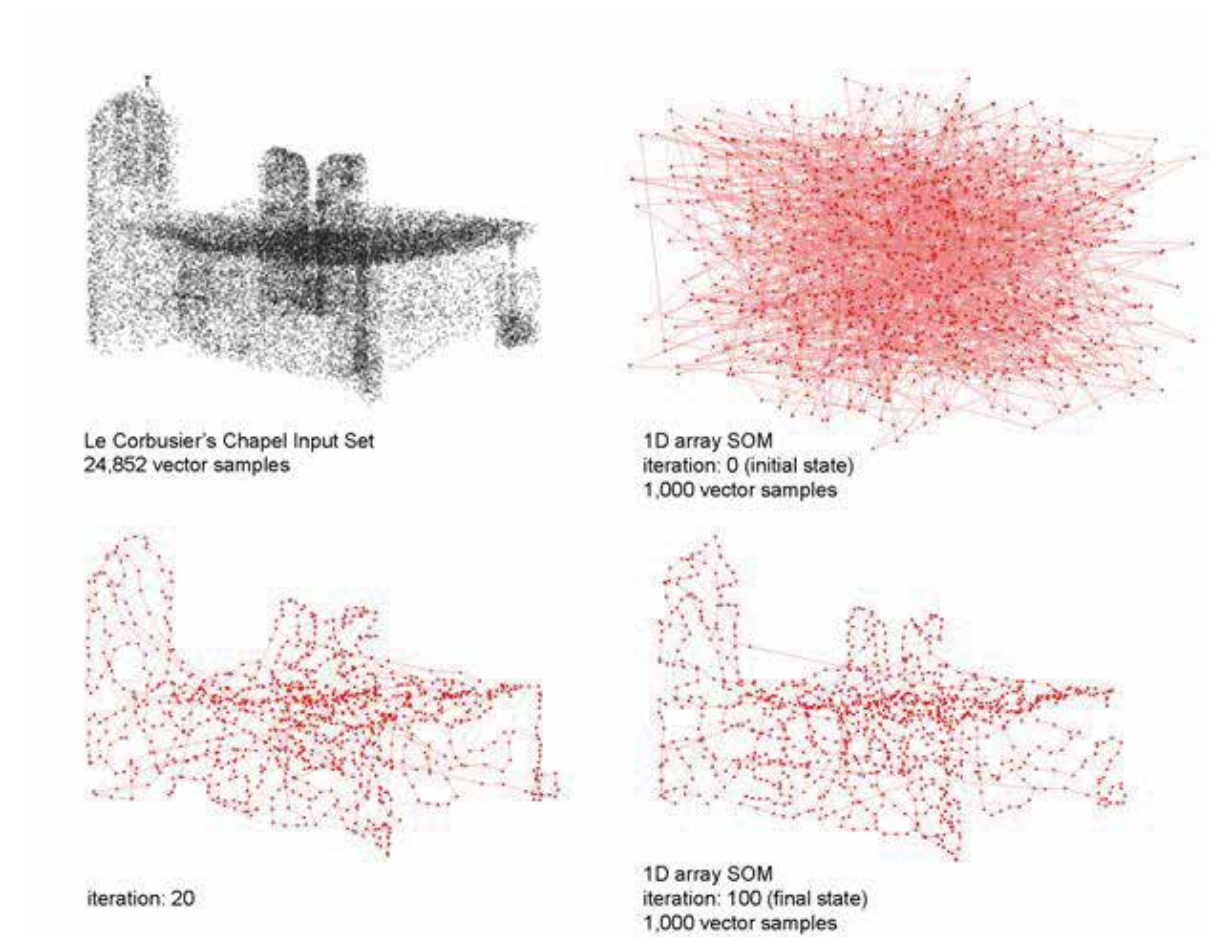 Le Corbusier's Chapel Input Set
24,852 vector samples
1D array SOM
iteration: 0 (initial state)
1,000 vector samples
iteration: 20
1D array SOM
iteration: 100 (final state)
1,000 vector samples